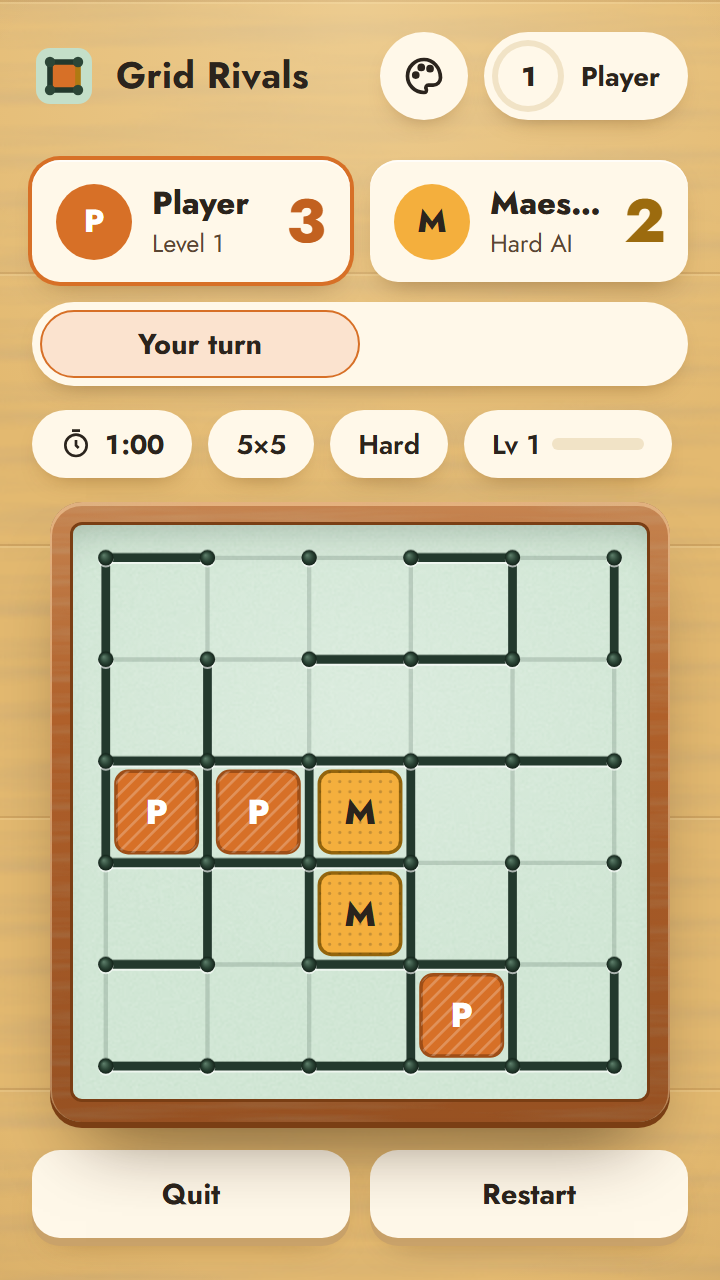 Grid Rivals
1 Player
P Player 3
Level 1
M Maes... 2
Hard AI
Your turn
1:00 5×5 Hard Lv 1
P P M
M
P
Quit Restart